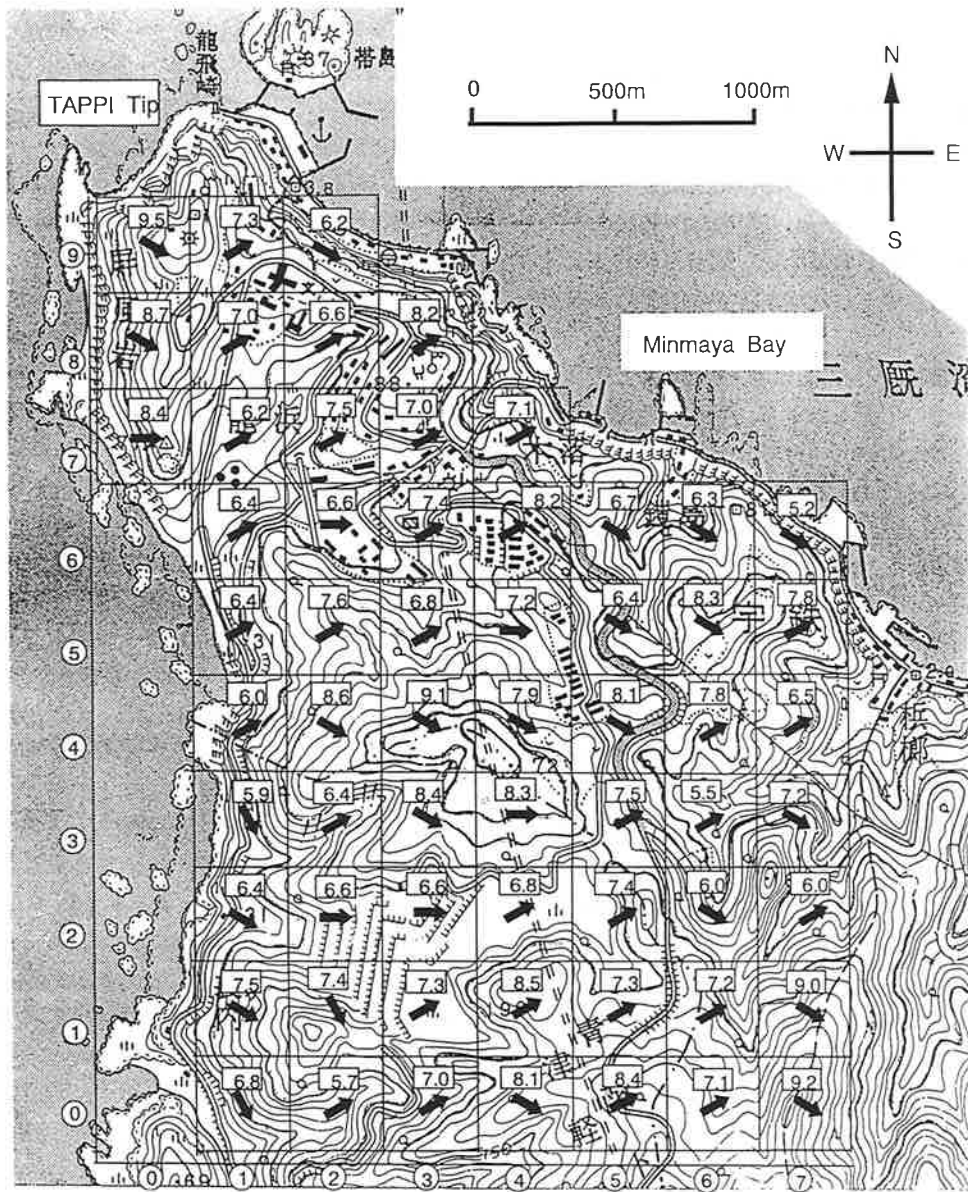 龍飛崎
帯島
37
TAPPI Tip
0 500m 1000m
N
W E
S
⑨ 9.5 7.3 6.2
⑧ 8.7 7.0 6.6 8.2
Minmaya Bay
三厩湾
⑦ 8.4 6.2 7.5 7.0 7.1
⑥ 6.4 6.6 7.4 8.2 6.7 6.3 5.2
⑤ 6.4 7.6 6.8 7.2 6.4 8.3 7.8
④ 6.0 8.6 9.1 7.9 8.1 7.8 6.5
③ 5.9 6.4 8.4 8.3 7.5 5.5 7.2
② 6.4 6.6 6.6 6.8 7.4 6.0 6.0
① 7.5 7.4 7.3 8.5 7.3 7.2 9.0
⓪ 6.8 5.7 7.0 8.1 8.4 7.1 9.2
150
⓪ ① ② ③ ④ ⑤ ⑥ ⑦